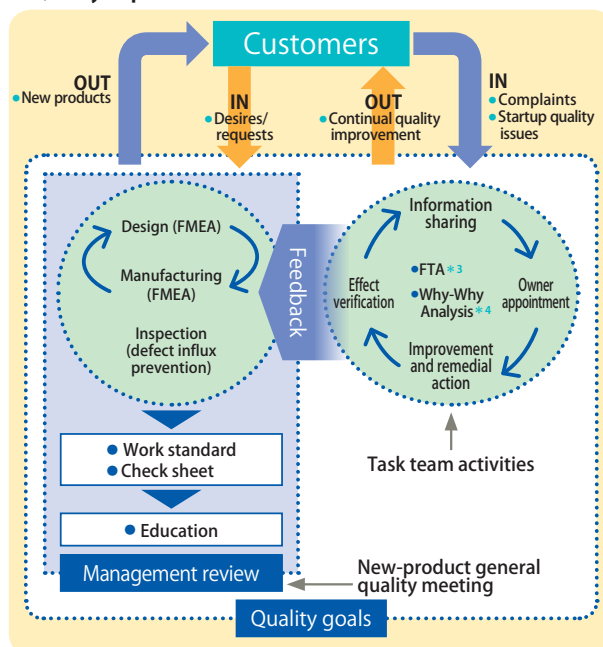 Customers
OUT
●New products
IN
●Desires/
requests
OUT
●Continual quality
improvement
IN
●Complaints
●Startup quality
issues
Design (FMEA)
Manufacturing
(FMEA)
Inspection
(defect influx
prevention)
Feedback
Information
sharing
●FTA*3
●Why-Why
Analysis*4
Effect
verification
Owner
appointment
Improvement
and remedial
action
●Work standard
●Check sheet
Task team activities
●Education
Management review
New-product general
quality meeting
Quality goals